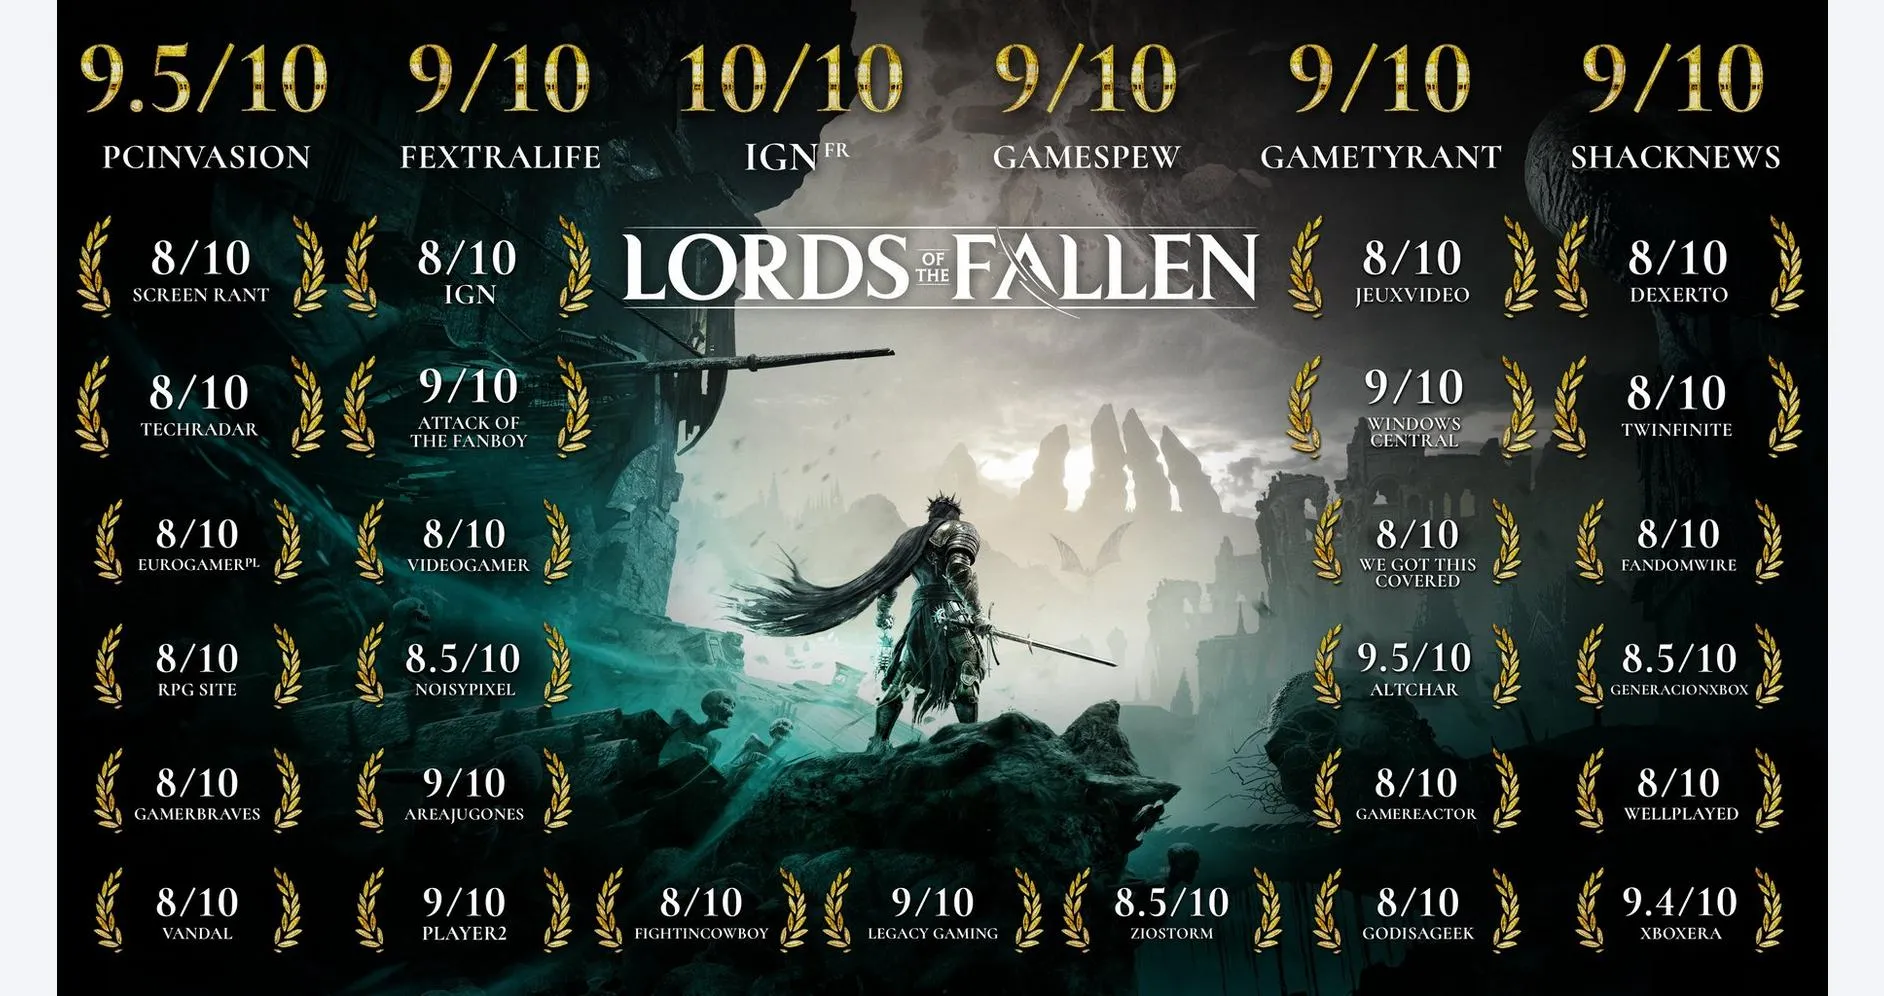 9.5/10 9/10 10/10 9/10 9/10 9/10
PCINVASION FEXTRALIFE IGN FR GAMESPEW GAMETYRANT SHACKNEWS
LORDS OF THE FALLEN
8/10 8/10 8/10 8/10
SCREEN RANT IGN JEUXVIDEO DEXERTO
8/10 9/10 9/10 8/10
TECHRADAR ATTACK OF THE FANBOY WINDOWS CENTRAL TWINFINITE
8/10 8/10 8/10 8/10
EUROGAMERPL VIDEOGAMER WE GOT THIS COVERED FANDOMWIRE
8/10 8.5/10 9.5/10 8.5/10
RPG SITE NOISYPIXEL ALTCHAR GENERACIONXBOX
8/10 9/10 8/10 8/10
GAMERBRAVES AREAJUGONES GAMEREACTOR WELLPLAYED
8/10 9/10 8/10 9/10 8.5/10 8/10 9.4/10
VANDAL PLAYER2 FIGHTINCOWBOY LEGACY GAMING ZIOSTORM GODISAGEEK XBOXERA